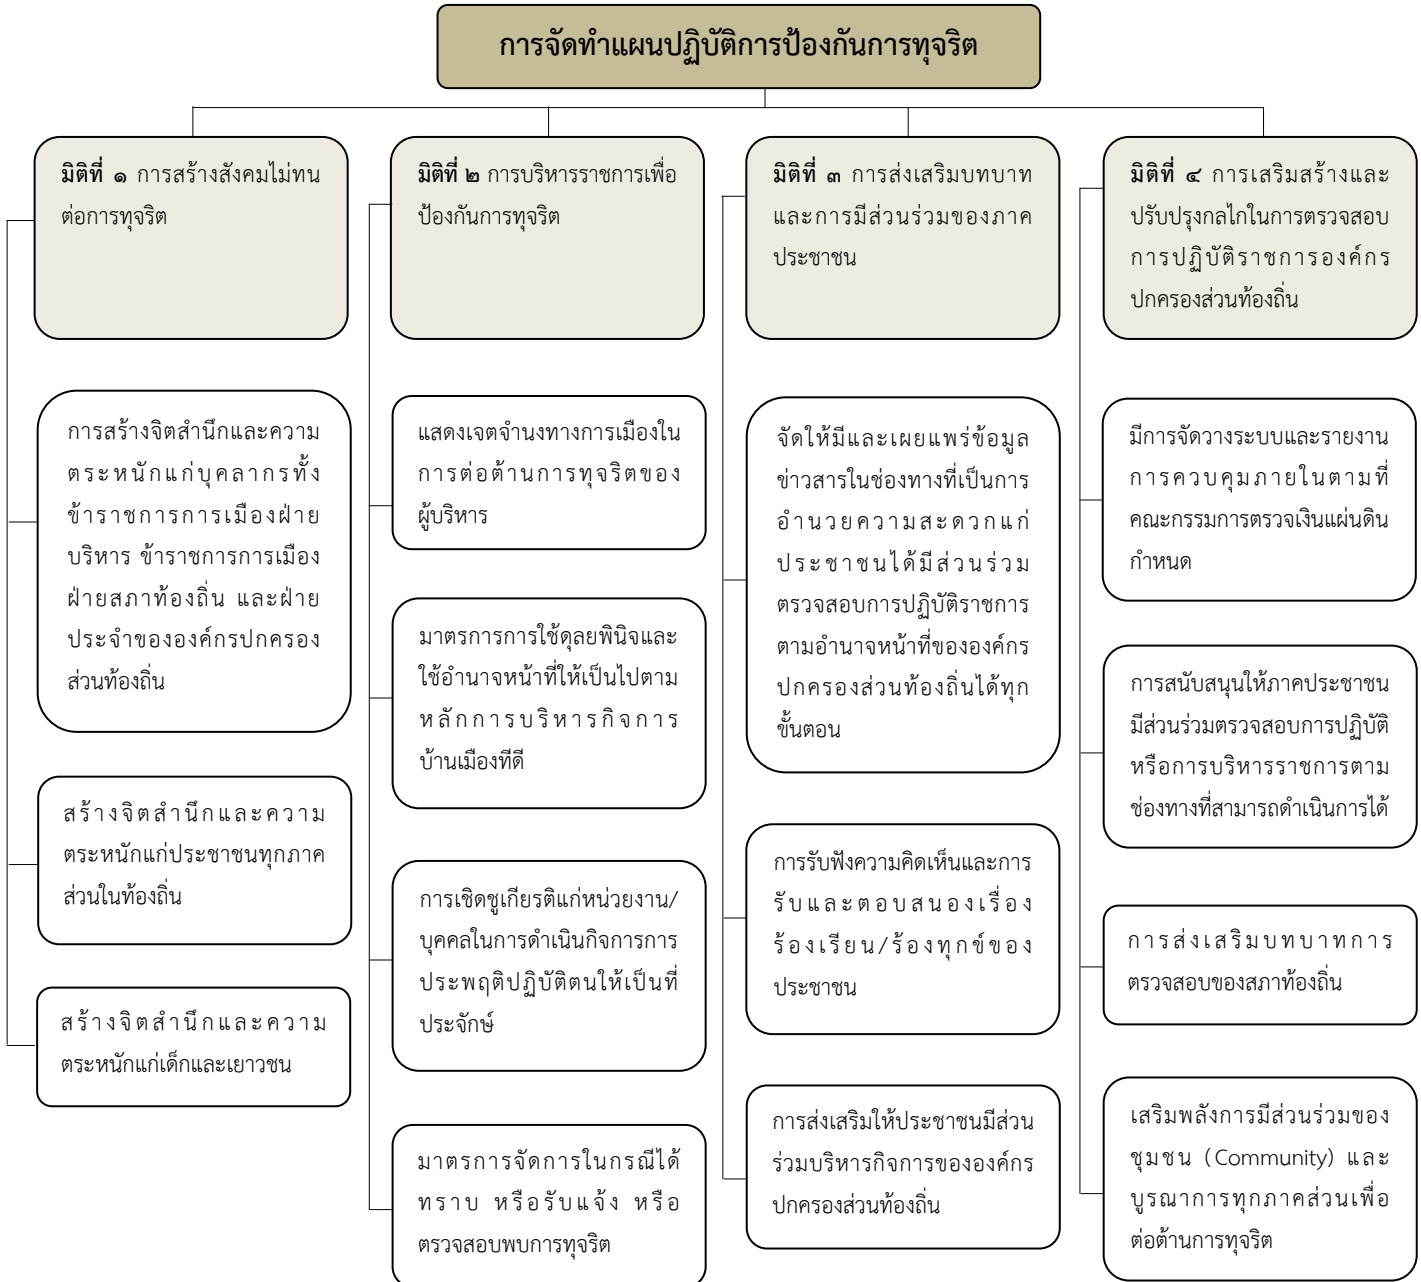 การจัดทำแผนปฏิบัติการป้องกันการทุจริต
มิติที่ ๑ การสร้างสังคมไม่ทน
ต่อการทุจริต
มิติที่ ๒ การบริหารราชการเพื่อ
ป้องกันการทุจริต
มิติที่ ๓ การส่งเสริมบทบาท
และการมีส่วนร่วมของภาค
ประชาชน
มิติที่ ๔ การเสริมสร้างและ
ปรับปรุงกลไกในการตรวจสอบ
การปฏิบัติราชการองค์กร
ปกครองส่วนท้องถิ่น
การสร้างจิตสำนึกและความ
ตระหนักแก่บุคลากรทั้ง
ข้าราชการการเมืองฝ่าย
บริหาร ข้าราชการการเมือง
ฝ่ายสภาท้องถิ่น และฝ่าย
ประจำขององค์กรปกครอง
ส่วนท้องถิ่น
สร้างจิตสำนึกและความ
ตระหนักแก่ประชาชนทุกภาค
ส่วนในท้องถิ่น
สร้างจิตสำนึกและความ
ตระหนักแก่เด็กและเยาวชน
แสดงเจตจำนงทางการเมืองใน
การต่อต้านการทุจริตของ
ผู้บริหาร
มาตรการการใช้ดุลยพินิจและ
ใช้อำนาจหน้าที่ให้เป็นไปตาม
หลักการบริหารกิจการ
บ้านเมืองทีดี
การเชิดชูเกียรติแก่หน่วยงาน/
บุคคลในการดำเนินกิจการการ
ประพฤติปฏิบัติตนให้เป็นที่
ประจักษ์
มาตรการจัดการในกรณีได้
ทราบ หรือรับแจ้ง หรือ
ตรวจสอบพบการทุจริต
จัดให้มีและเผยแพร่ข้อมูล
ข่าวสารในช่องทางที่เป็นการ
อำนวยความสะดวกแก่
ประชาชนได้มีส่วนร่วม
ตรวจสอบการปฏิบัติราชการ
ตามอำนาจหน้าที่ขององค์กร
ปกครองส่วนท้องถิ่นได้ทุก
ขั้นตอน
การรับฟังความคิดเห็นและการ
รับและตอบสนองเรื่อง
ร้องเรียน/ร้องทุกข์ของ
ประชาชน
การส่งเสริมให้ประชาชนมีส่วน
ร่วมบริหารกิจการขององค์กร
ปกครองส่วนท้องถิ่น
มีการจัดวางระบบและรายงาน
การควบคุมภายในตามที่
คณะกรรมการตรวจเงินแผ่นดิน
กำหนด
การสนับสนุนให้ภาคประชาชน
มีส่วนร่วมตรวจสอบการปฏิบัติ
หรือการบริหารราชการตาม
ช่องทางที่สามารถดำเนินการได้
การส่งเสริมบทบาทการ
ตรวจสอบของสภาท้องถิ่น
เสริมพลังการมีส่วนร่วมของ
ชุมชน (Community) และ
บูรณาการทุกภาคส่วนเพื่อ
ต่อต้านการทุจริต